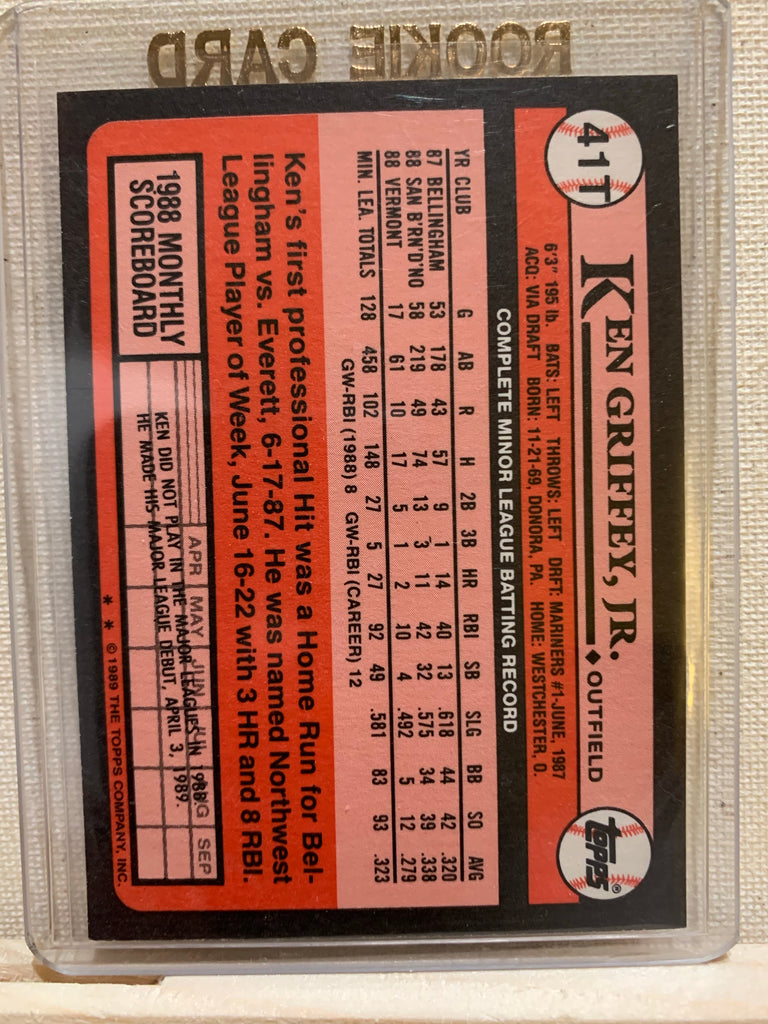 ROOKIE CARD
41T
KEN GRIFFEY, JR. ◆ OUTFIELD
topps®
6'3" 195 lb. BATS: LEFT THROWS: LEFT DRFT: MARINERS #1-JUNE, 1987
ACQ: VIA DRAFT BORN: 11-21-69, DONORA, PA. HOME: WESTCHESTER, O.
COMPLETE MINOR LEAGUE BATTING RECORD
YR CLUB G AB R H 2B 3B HR RBI SB SLG BB SO AVG
87 BELLINGHAM 53 178 43 57 9 1 14 40 13 .618 44 42 .320
88 SAN B'RN'D'NO 58 219 49 74 13 3 11 42 32 .575 34 39 .338
88 VERMONT 17 61 10 17 5 1 2 10 4 .492 5 12 .279
MIN. LEA. TOTALS 128 458 102 148 27 5 27 92 49 .581 83 93 .323
GW-RBI (1988) 8 GW-RBI (CAREER) 12
Ken's first professional Hit was a Home Run for Bel-
lingham vs. Everett, 6-17-87. He was named Northwest
League Player of Week, June 16-22 with 3 HR and 8 RBI.
1988 MONTHLY
SCOREBOARD
APR MAY JUN JUL AUG SEP
KEN DID NOT PLAY IN THE MAJOR LEAGUES IN 1988.
HE MADE HIS MAJOR LEAGUE DEBUT, APRIL 3, 1989.
* * © 1989 THE TOPPS COMPANY, INC.